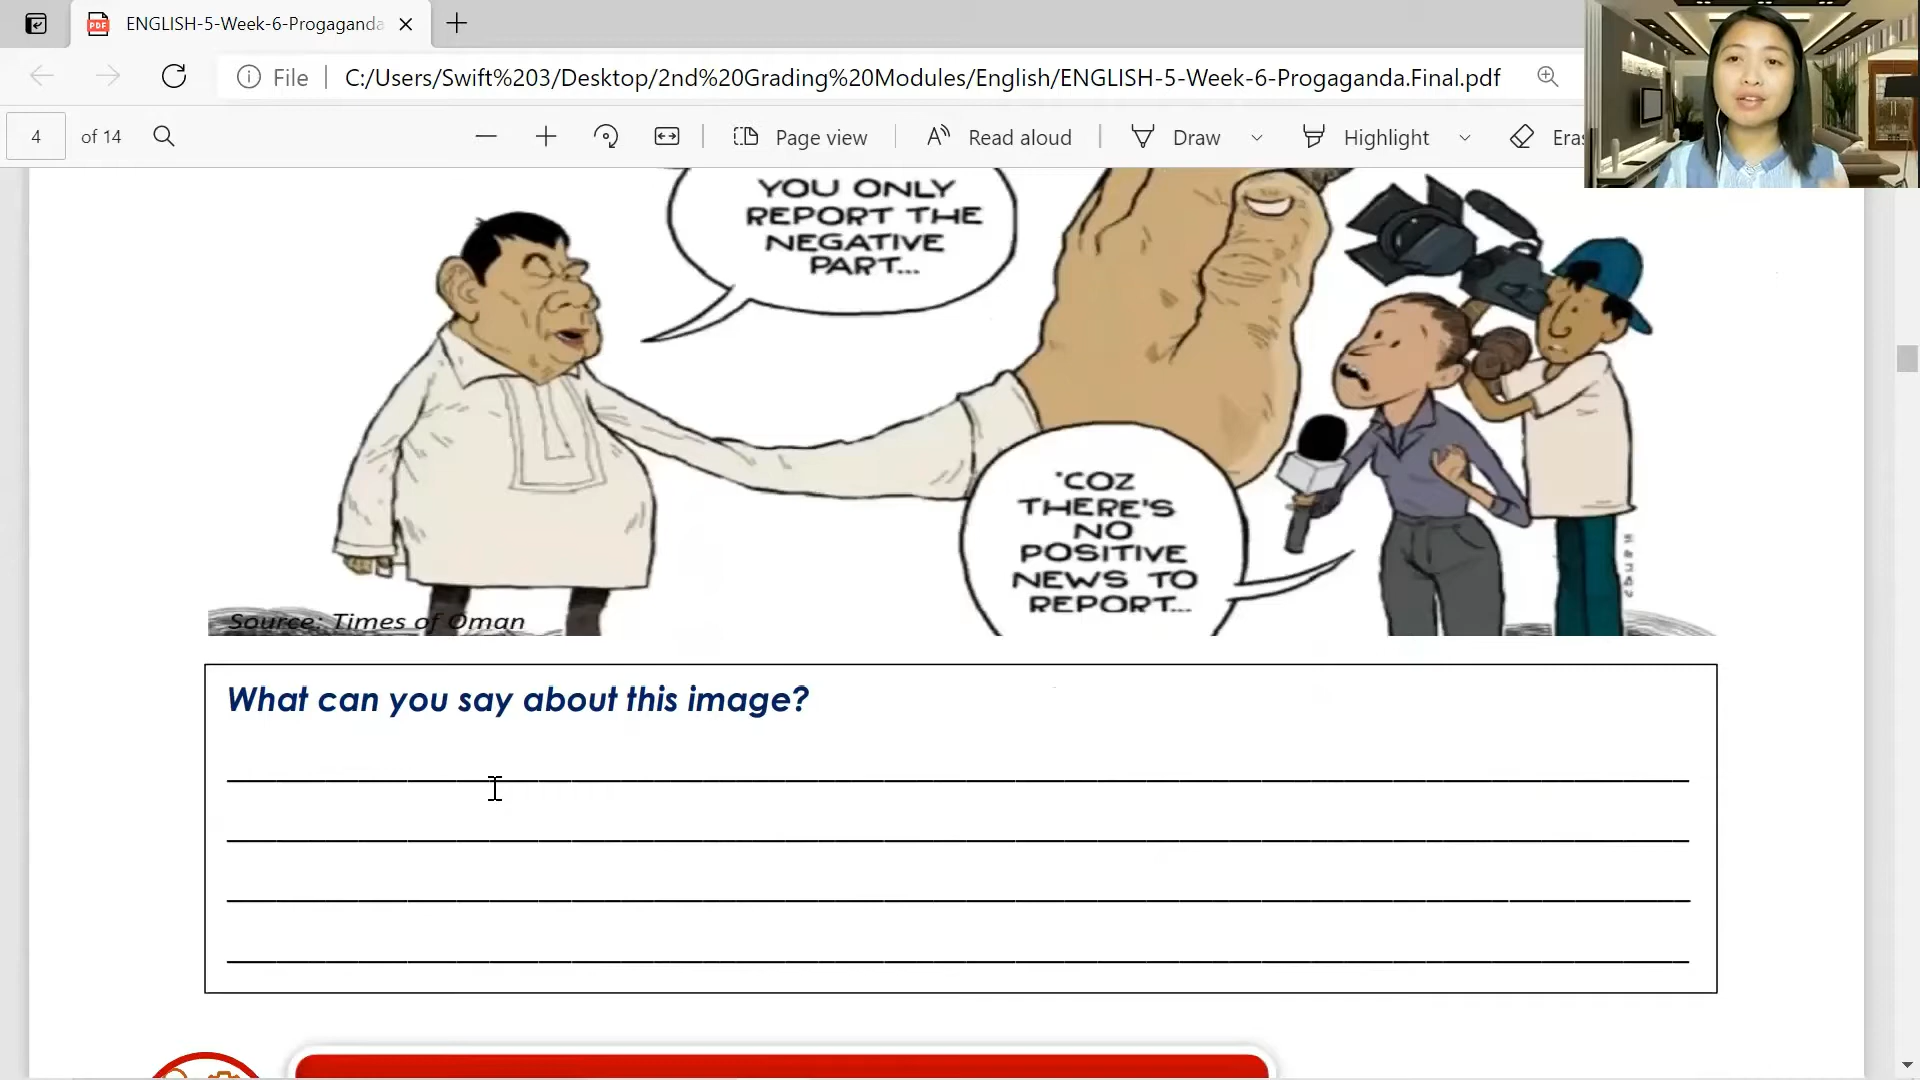 ENGLISH-5-Week-6-Progaganda
File
C:/Users/Swift%203/Desktop/2nd%20Grading%20Modules/English/ENGLISH-5-Week-6-Progaganda.Final.pdf
4 of 14
Page view
Read aloud
Draw
Highlight
Eras
YOU ONLY
REPORT THE
NEGATIVE
PART...
'COZ
THERE'S
NO
POSITIVE
NEWS TO
REPORT...
Source: Times of Oman
What can you say about this image?